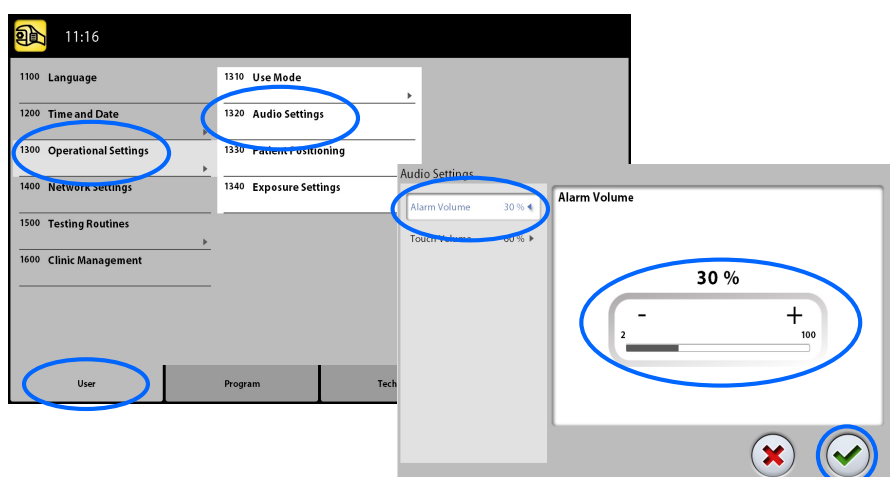 11:16
1100 Language
1200 Time and Date
1300 Operational Settings
1400 Network Settings
1500 Testing Routines
1600 Clinic Management
1310 Use Mode
1320 Audio Settings
1330 Patient Positioning
1340 Exposure Settings
User
Program
Tech
Audio Settings
Alarm Volume 30 %
Touch Volume 60 %
Alarm Volume
30 %
- +
2 100